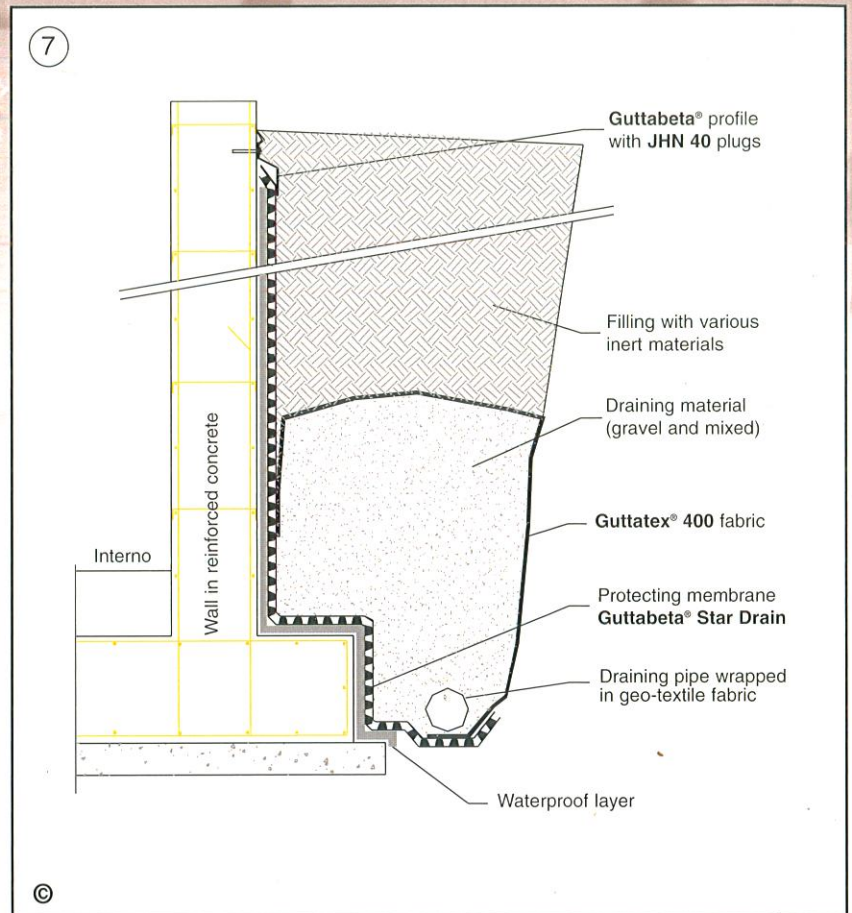 7
Guttabeta® profile
with JHN 40 plugs
Filling with various
inert materials
Draining material
(gravel and mixed)
Guttatex® 400 fabric
Interno
Wall in reinforced concrete
Protecting membrane
Guttabeta® Star Drain
Draining pipe wrapped
in geo-textile fabric
Waterproof layer
©